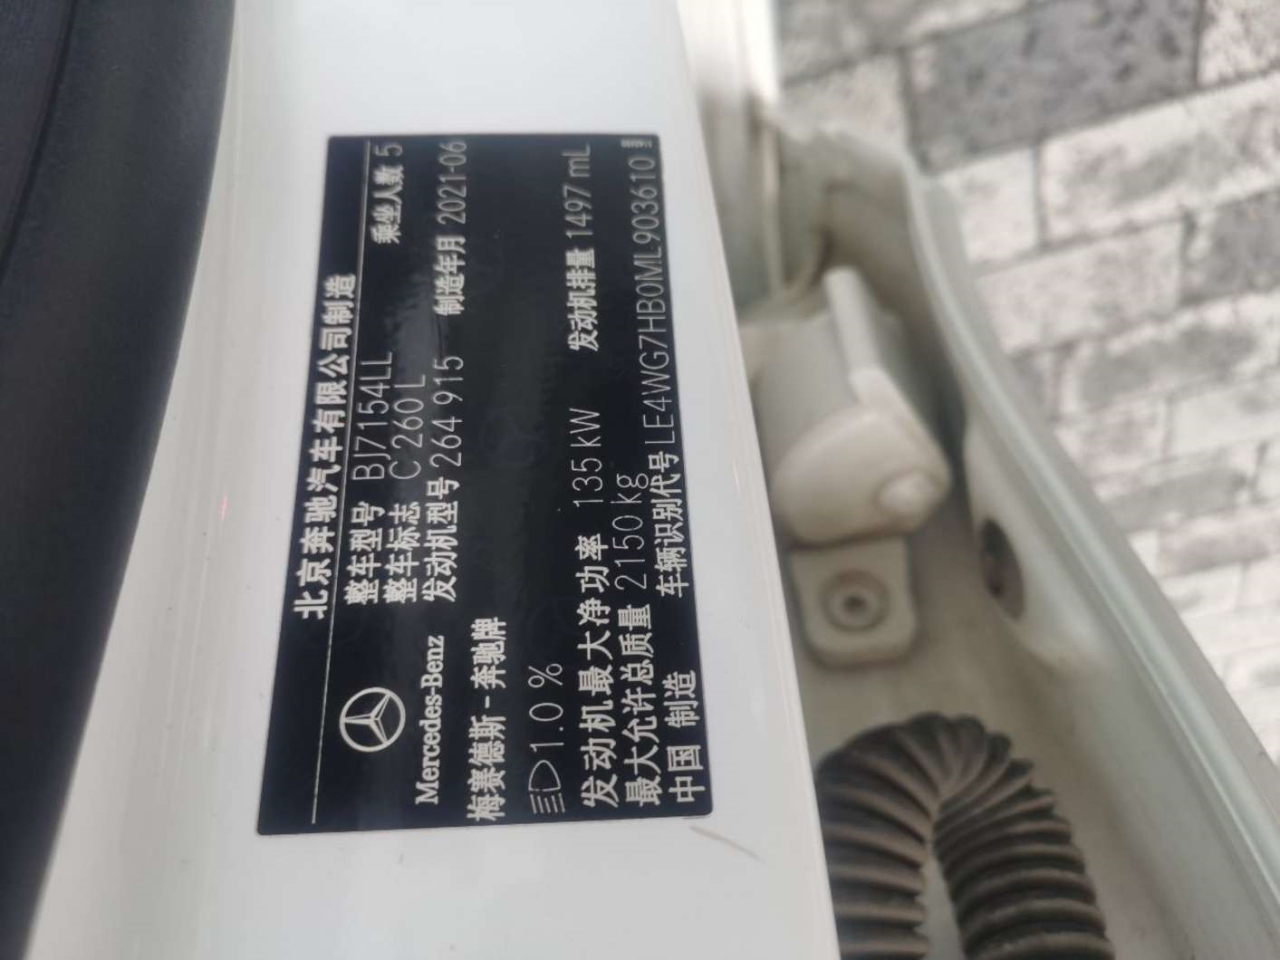 北京奔驰汽车有限公司制造
整车型号 BJ7154LL 乘坐人数 5
整车标志 C 260 L
Mercedes-Benz 发动机型号 264 915 制造年月 2021-06
梅赛德斯-奔驰牌
1.0 %
发动机最大净功率 135 kW 发动机排量 1497 mL
最大允许总质量 2150 kg
中国 制造 车辆识别代号 LE4WG7HB0ML903610